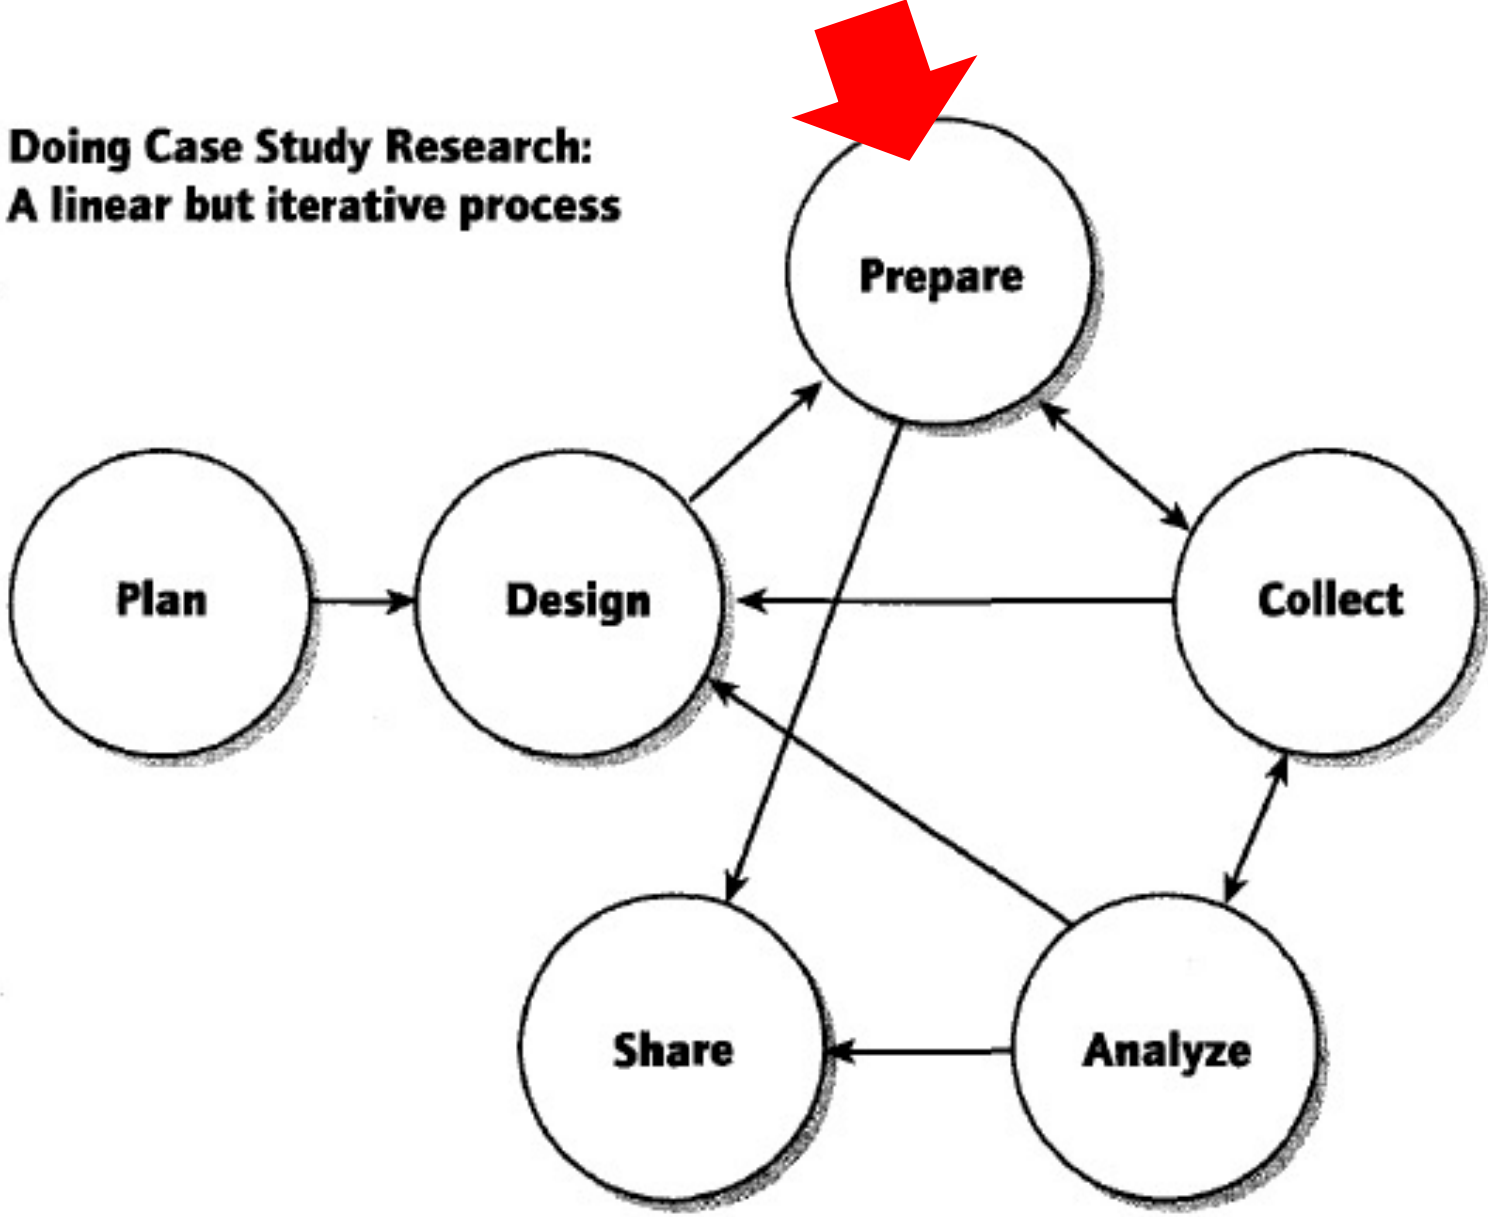 Doing Case Study Research:
A linear but iterative process
Prepare
Plan
Design
Collect
Share
Analyze